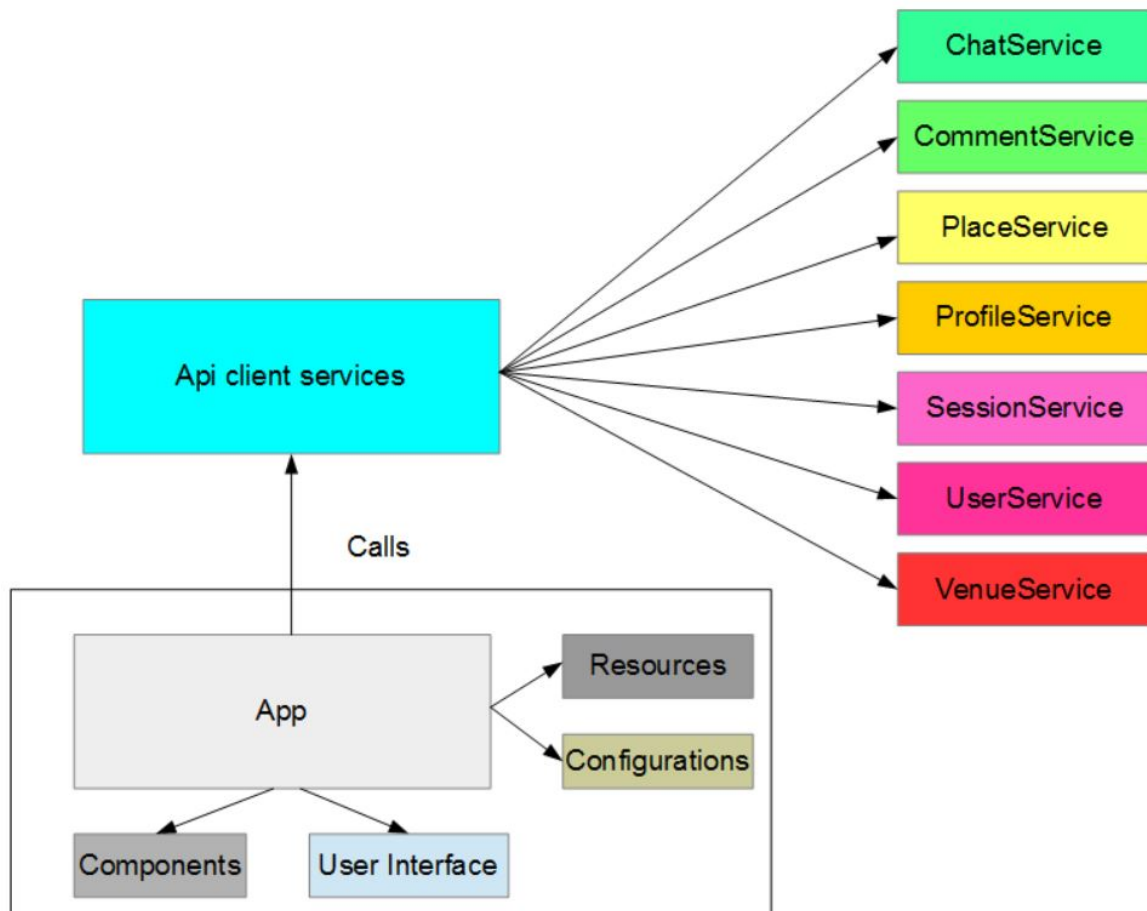 ChatService
CommentService
PlaceService
ProfileService
Api client services
SessionService
UserService
Calls
VenueService
Resources
App
Configurations
Components
User Interface